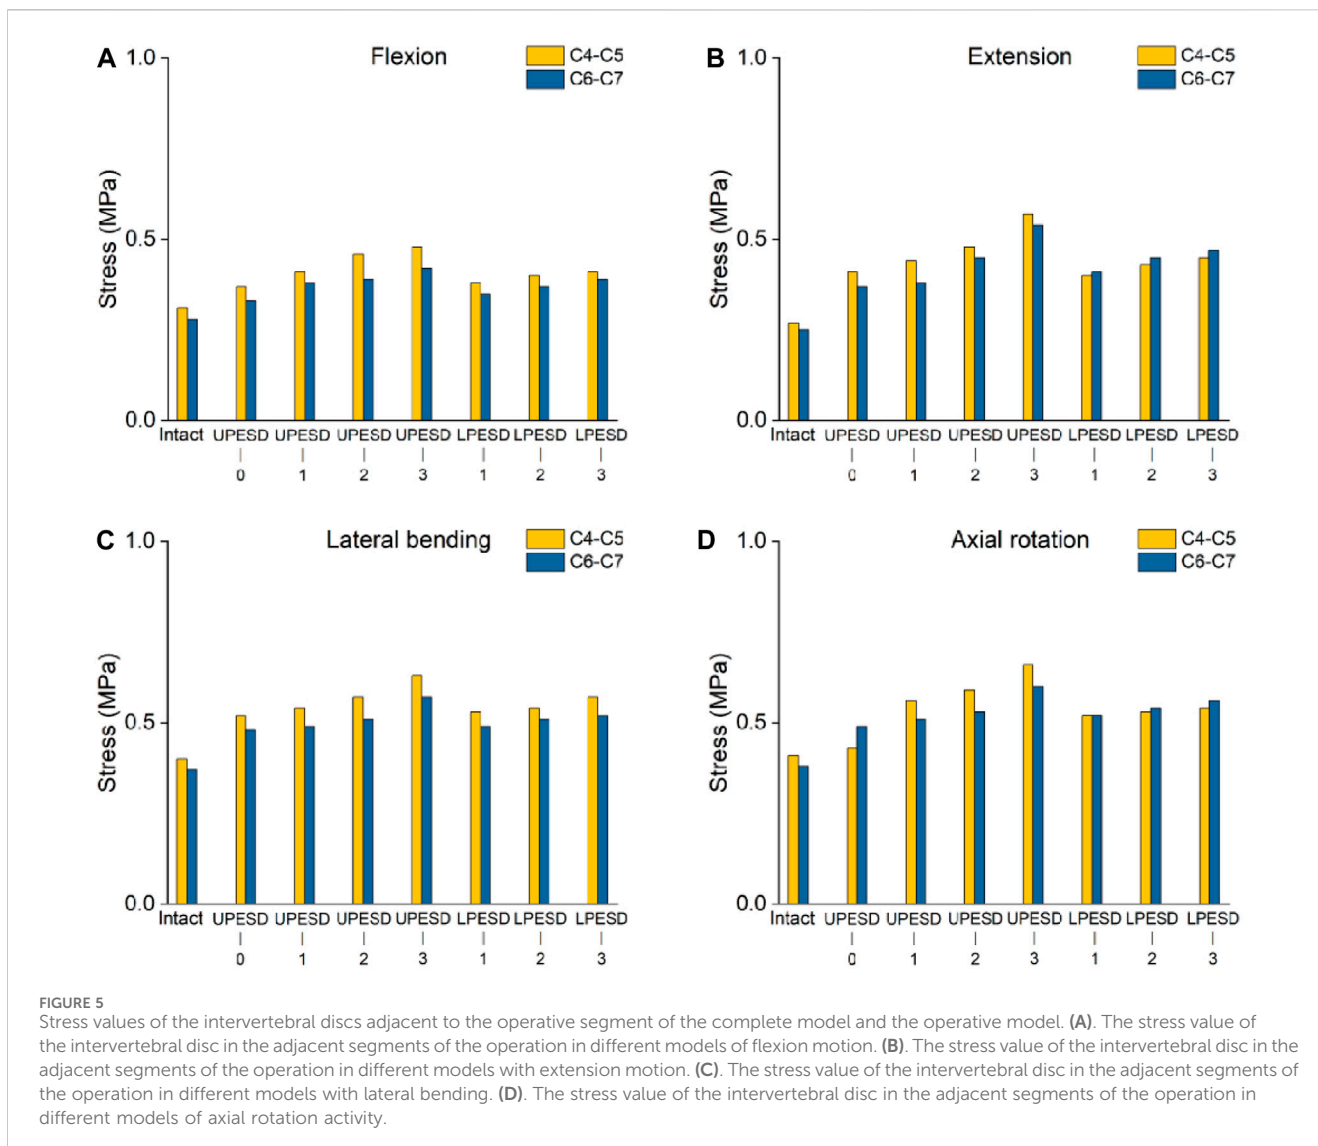 A
Flexion
C4-C5
C6-C7
Stress (MPa)
1.0
0.5
0.0
Intact UPESD UPESD UPESD UPESD LPESD LPESD LPESD
| | | | | | |
0 1 2 3 1 2 3
B
Extension
C4-C5
C6-C7
Stress (MPa)
1.0
0.5
0.0
Intact UPESD UPESD UPESD UPESD LPESD LPESD LPESD
| | | | | | |
0 1 2 3 1 2 3
C
Lateral bending
C4-C5
C6-C7
Stress (MPa)
1.0
0.5
0.0
Intact UPESD UPESD UPESD UPESD LPESD LPESD LPESD
| | | | | | |
0 1 2 3 1 2 3
D
Axial rotation
C4-C5
C6-C7
Stress (MPa)
1.0
0.5
0.0
Intact UPESD UPESD UPESD UPESD LPESD LPESD LPESD
| | | | | | |
0 1 2 3 1 2 3
FIGURE 5
Stress values of the intervertebral discs adjacent to the operative segment of the complete model and the operative model. (A). The stress value of
the intervertebral disc in the adjacent segments of the operation in different models of flexion motion. (B). The stress value of the intervertebral disc in the
adjacent segments of the operation in different models with extension motion. (C). The stress value of the intervertebral disc in the adjacent segments of
the operation in different models with lateral bending. (D). The stress value of the intervertebral disc in the adjacent segments of the operation in
different models of axial rotation activity.